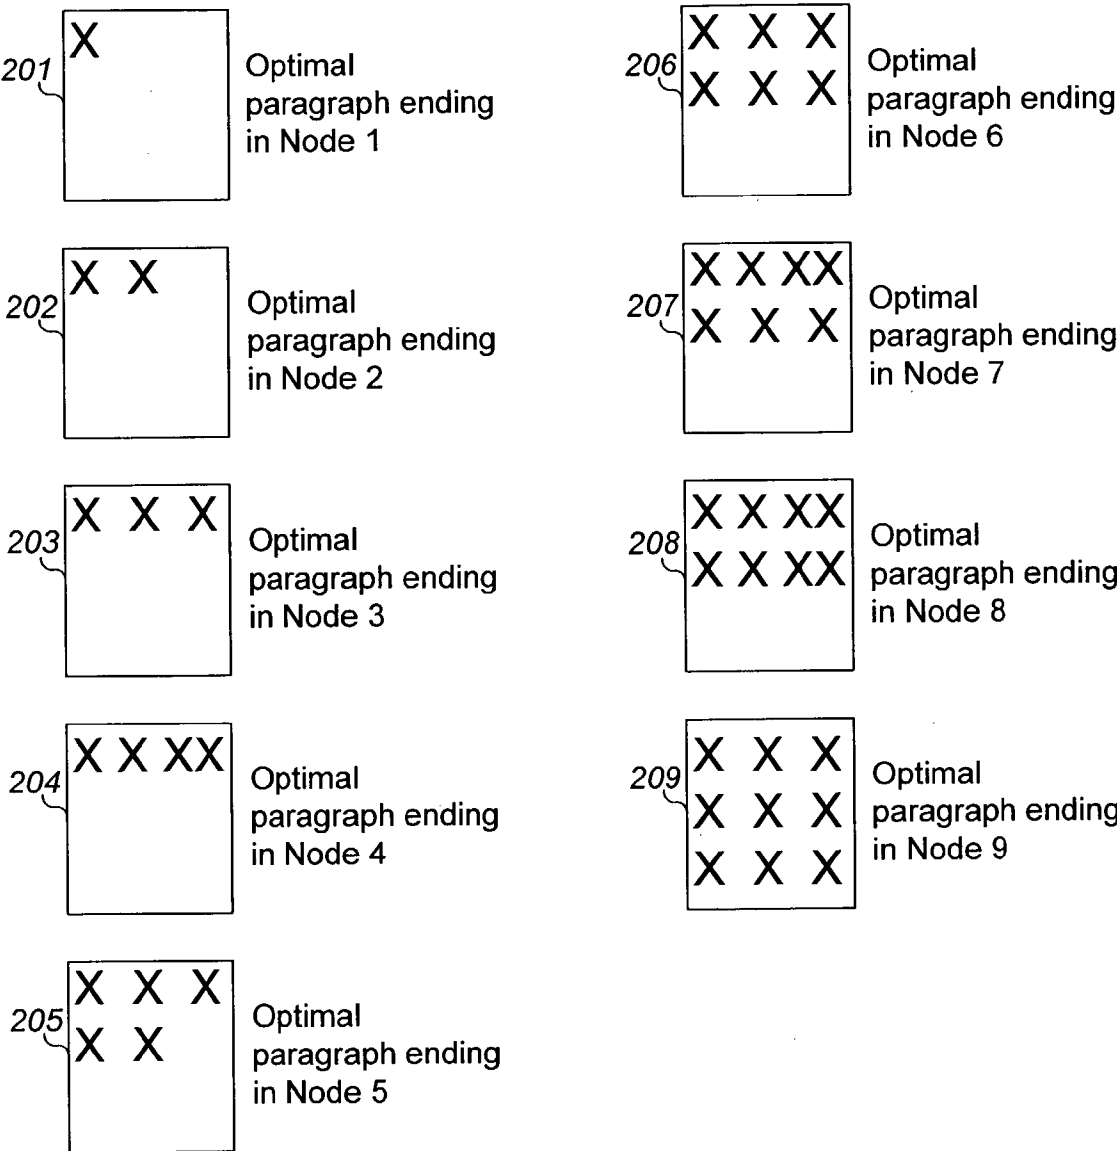 201
X
Optimal
paragraph ending
in Node 1
202
X X
Optimal
paragraph ending
in Node 2
203
X X X
Optimal
paragraph ending
in Node 3
204
X X XX
Optimal
paragraph ending
in Node 4
205
X X X
X X
Optimal
paragraph ending
in Node 5
206
X X X
X X X
Optimal
paragraph ending
in Node 6
207
X X XX
X X X
Optimal
paragraph ending
in Node 7
208
X X XX
X X XX
Optimal
paragraph ending
in Node 8
209
X X X
X X X
X X X
Optimal
paragraph ending
in Node 9